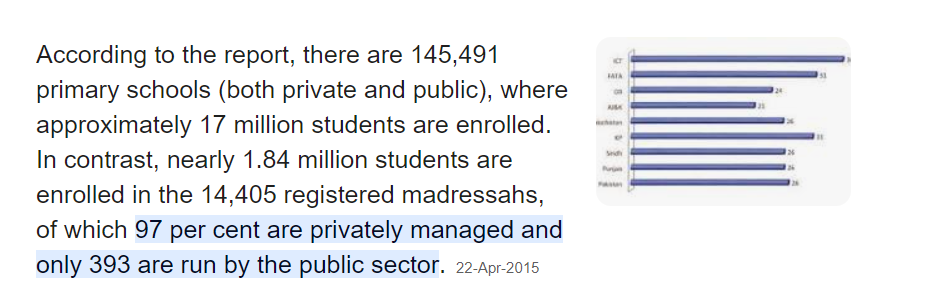 According to the report, there are 145,491
primary schools (both private and public), where
approximately 17 million students are enrolled.
In contrast, nearly 1.84 million students are
enrolled in the 14,405 registered madressahs,
of which 97 per cent are privately managed and
only 393 are run by the public sector. 22-Apr-2015
ICT
FATA 31
GB 24
AJ&K 21
26
KP 31
Sindh 26
Punjab 26
Pakistan 26